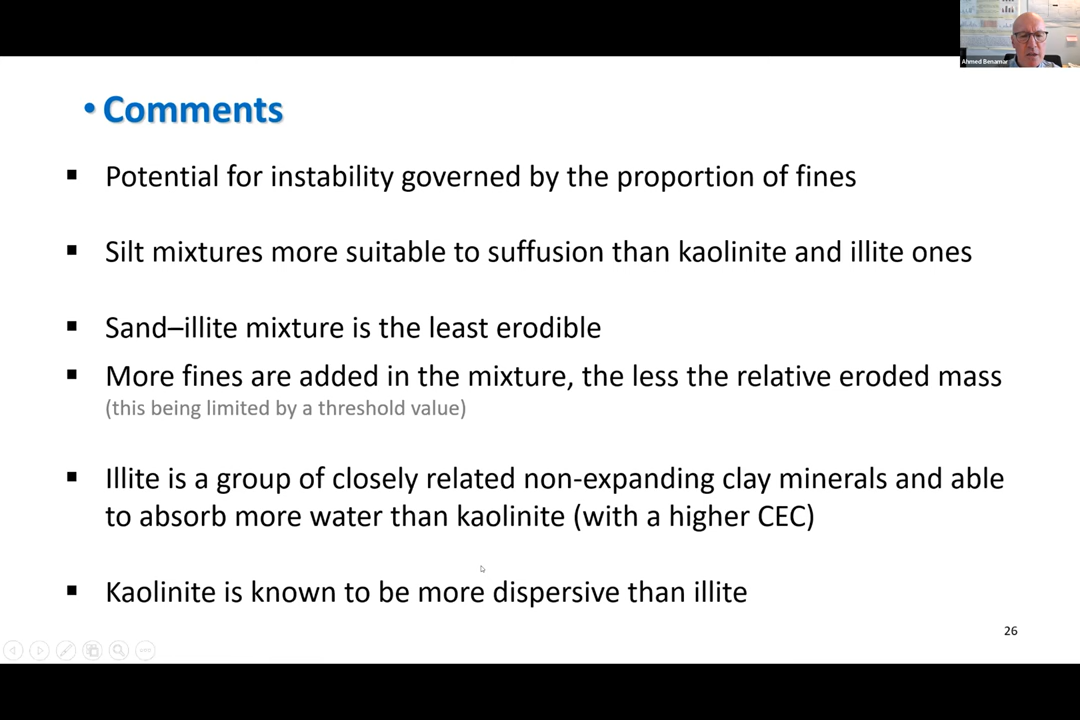 Ahmed Benamar
• Comments
▪ Potential for instability governed by the proportion of fines
▪ Silt mixtures more suitable to suffusion than kaolinite and illite ones
▪ Sand–illite mixture is the least erodible
▪ More fines are added in the mixture, the less the relative eroded mass
(this being limited by a threshold value)
▪ Illite is a group of closely related non-expanding clay minerals and able
to absorb more water than kaolinite (with a higher CEC)
▪ Kaolinite is known to be more dispersive than illite
26